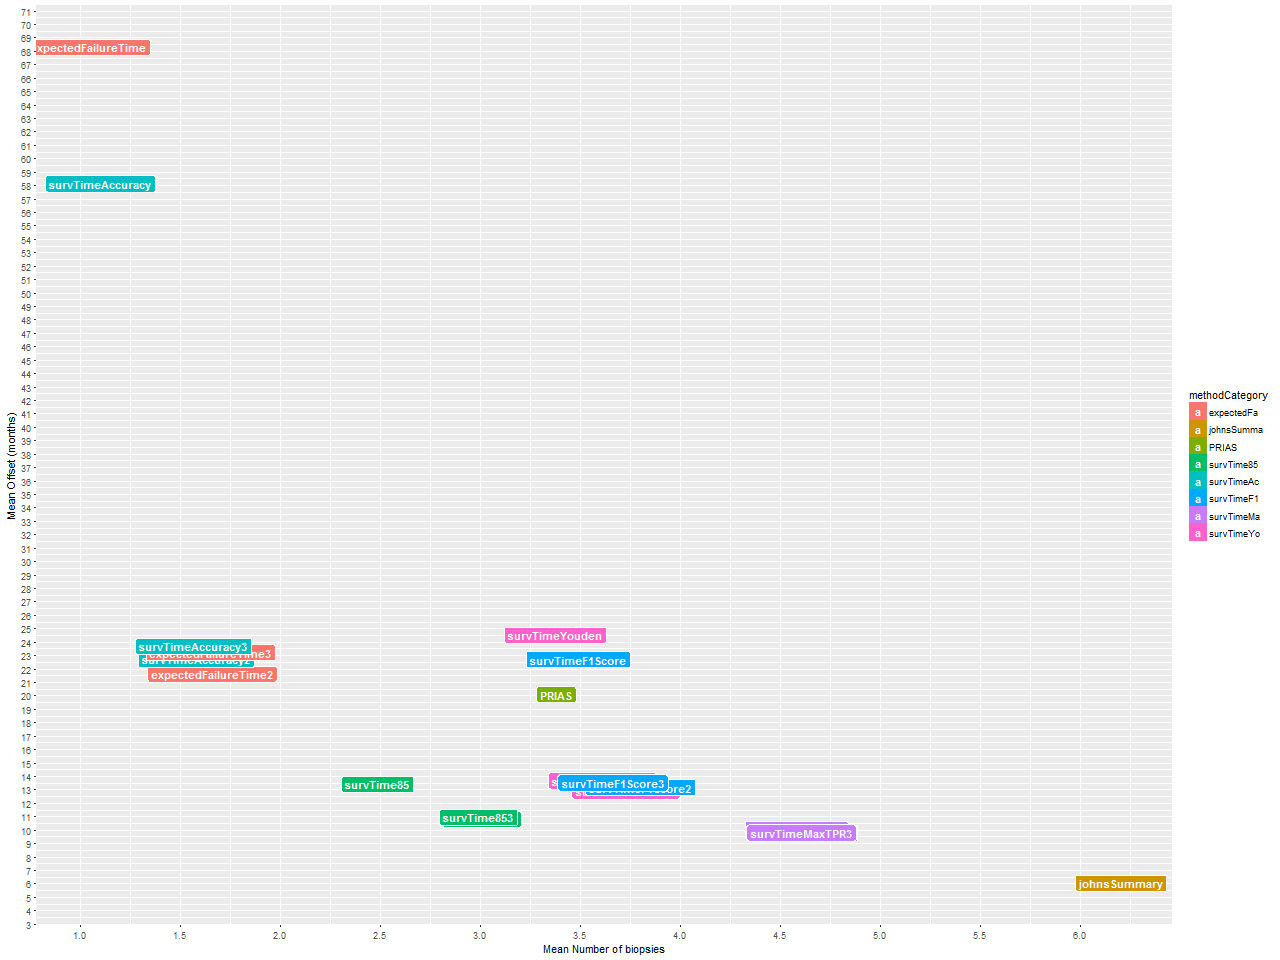 71
70
69
68
67
66
65
64
63
62
61
60
59
58
57
56
55
54
53
52
51
50
49
48
47
46
45
44
43
42
41
40
39
38
37
36
35
34
33
32
31
30
29
28
27
26
25
24
23
22
21
20
19
18
17
16
15
14
13
12
11
10
9
8
7
6
5
4
3
Mean Offset (months)
xpectedFailureTime
survTimeAccuracy
survTimeYouden
survTimeAccuracy3
expectedFailureTime3
survTimeAccuracy2
survTimeF1Score
expectedFailureTime2
PRIAS
survTime85
survTimeF1Score3
survTimeF1Score2
survTime853
survTimeMaxTPR3
johnsSummary
1.0 1.5 2.0 2.5 3.0 3.5 4.0 4.5 5.0 5.5 6.0
Mean Number of biopsies
methodCategory
a expectedFa
a johnsSumma
a PRIAS
a survTime85
a survTimeAc
a survTimeF1
a survTimeMa
a survTimeYo